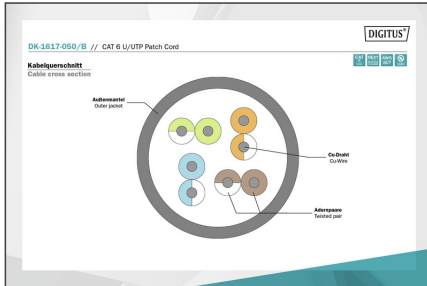 DIGITUS®
DK-1617-050/B // CAT 6 U/UTP Patch Cord
Kabelquerschnitt
Cable cross section
Außenmantel
Outer jacket
Cu-Draht
Cu-Wire
Adernpaare
Twisted pair